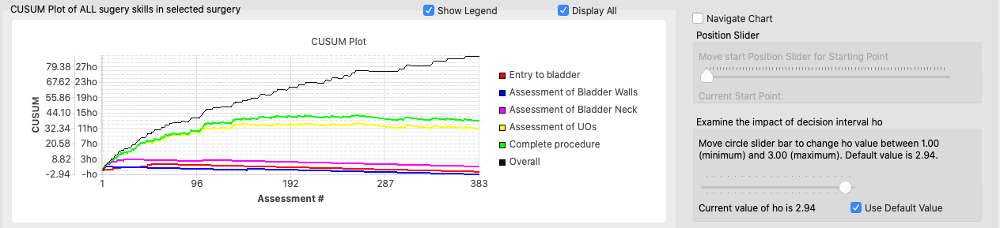 CUSUM Plot of ALL sugery skills in selected surgery
Show Legend
Display All
CUSUM Plot
CUSUM
79.38 27ho
67.62 23ho
55.86 19ho
44.10 15ho
32.34 11ho
20.58 7ho
8.82 3ho
-2.94 -ho
1 96 192 287 383
Assessment #
Entry to bladder
Assessment of Bladder Walls
Assessment of Bladder Neck
Assessment of UOs
Complete procedure
Overall
Navigate Chart
Position Slider
Move start Position Slider for Starting Point
Current Start Point:
Examine the impact of decision interval ho
Move circle slider bar to change ho value between 1.00
(minimum) and 3.00 (maximum). Default value is 2.94.
Current value of ho is 2.94
Use Default Value